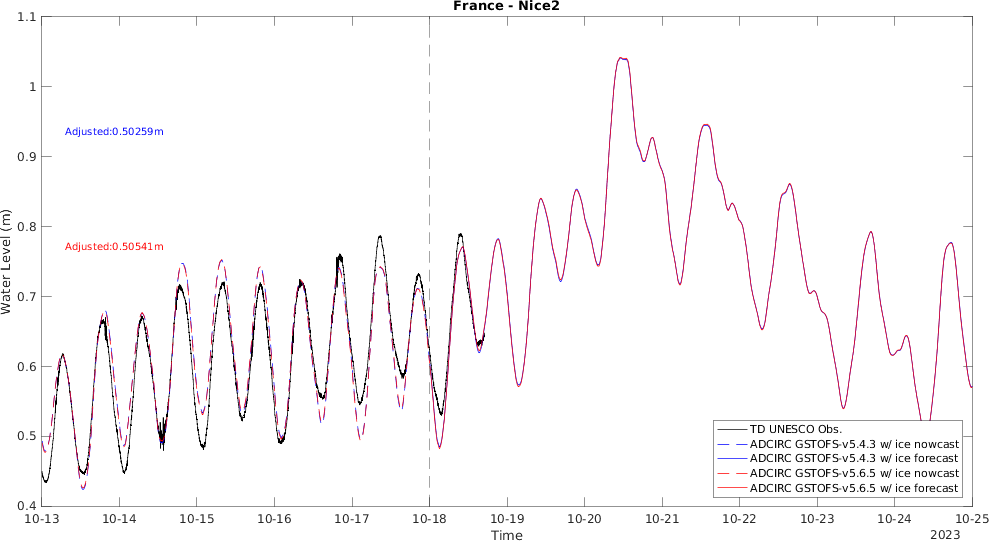 France - Nice2
1.1
1
0.9
0.8
0.7
0.6
0.5
0.4
Water Level (m)
Adjusted:0.50259m
Adjusted:0.50541m
TD UNESCO Obs.
ADCIRC GSTOFS-v5.4.3 w/ ice nowcast
ADCIRC GSTOFS-v5.4.3 w/ ice forecast
ADCIRC GSTOFS-v5.6.5 w/ ice nowcast
ADCIRC GSTOFS-v5.6.5 w/ ice forecast
10-13 10-14 10-15 10-16 10-17 10-18 10-19 10-20 10-21 10-22 10-23 10-24 10-25
Time
2023